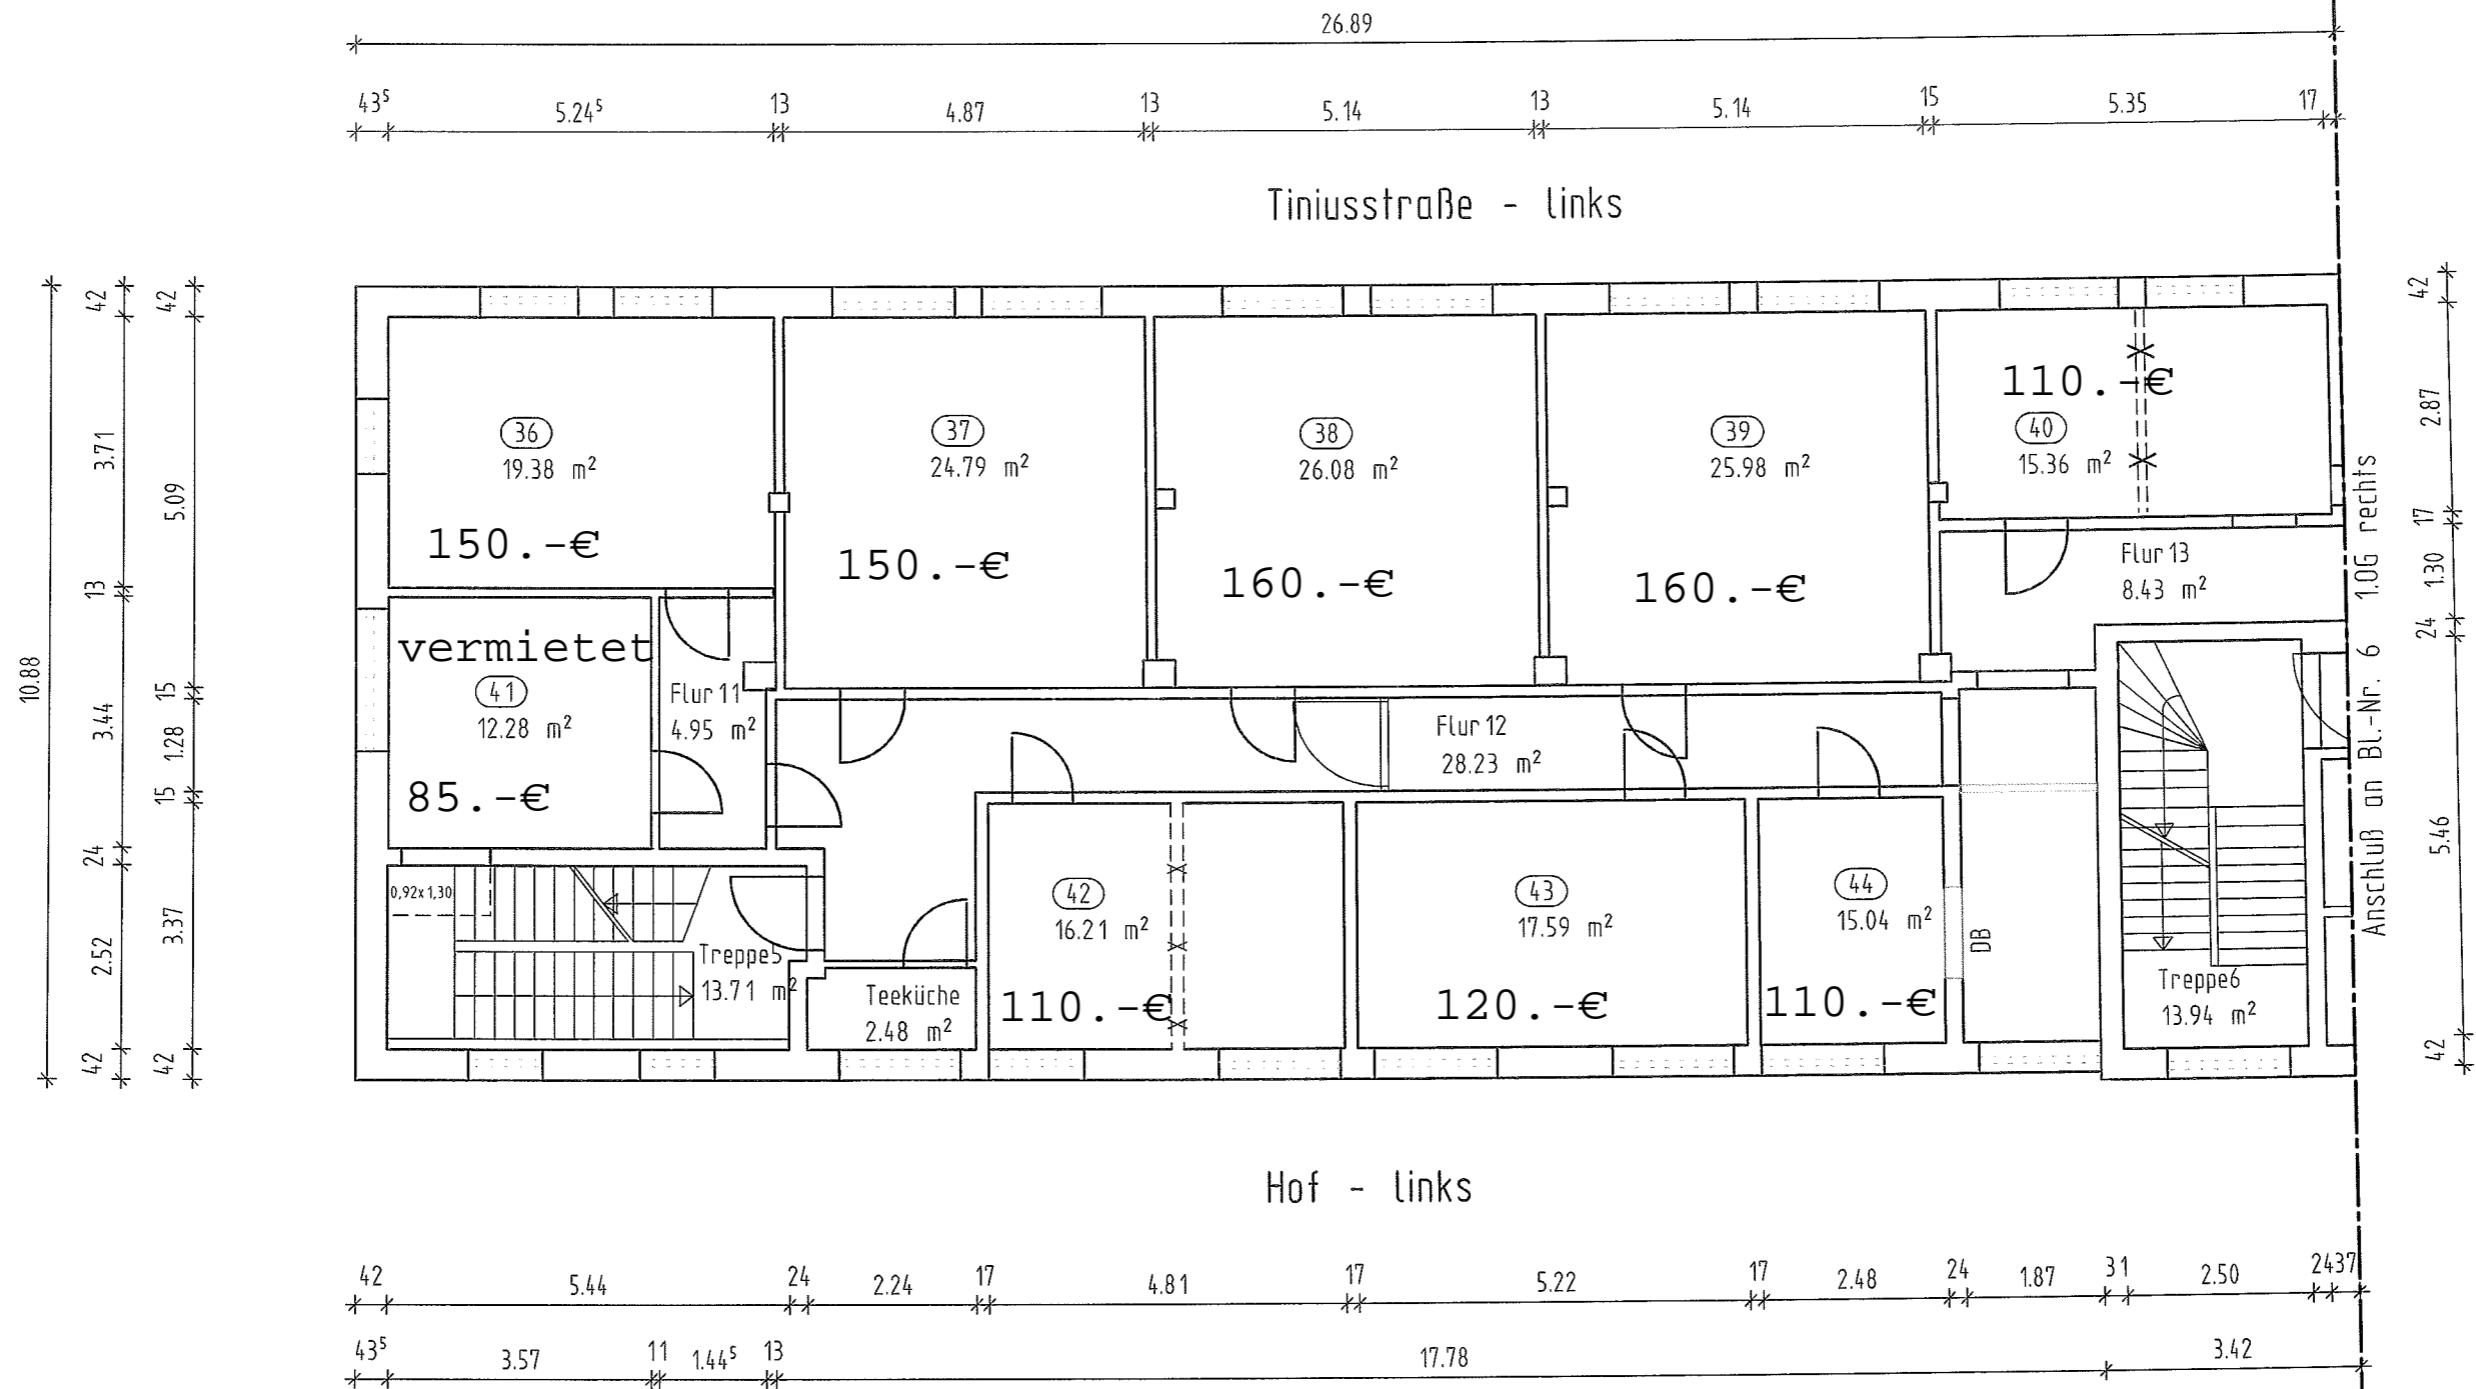 26.89
43⁵ 5.24⁵ 13 4.87 13 5.14 13 5.14 15 5.35 17
Tiniusstraße - links
42 42 42
3.71 5.09 2.87
13 17
15 1.30
3.44 1.28 24
15
24
10.88
2.52 3.37 5.46
42 42 42
36
19.38 m²
150.-€
37
24.79 m²
150.-€
38
26.08 m²
160.-€
39
25.98 m²
160.-€
110.-€
40
15.36 m²
Flur 13
8.43 m²
vermietet
41
12.28 m²
85.-€
Flur 11
4.95 m²
Flur 12
28.23 m²
0,92x1,30
Treppe5
13.71 m²
Teeküche
2.48 m²
42
16.21 m²
110.-€
43
17.59 m²
120.-€
44
15.04 m²
110.-€
DB
Treppe6
13.94 m²
Anschluß an Bl.-Nr. 6 1.OG rechts
Hof - links
42 5.44 24 2.24 17 4.81 17 5.22 17 2.48 24 1.87 31 2.50 24 37
43⁵ 3.57 11 1.44⁵ 13 17.78 3.42